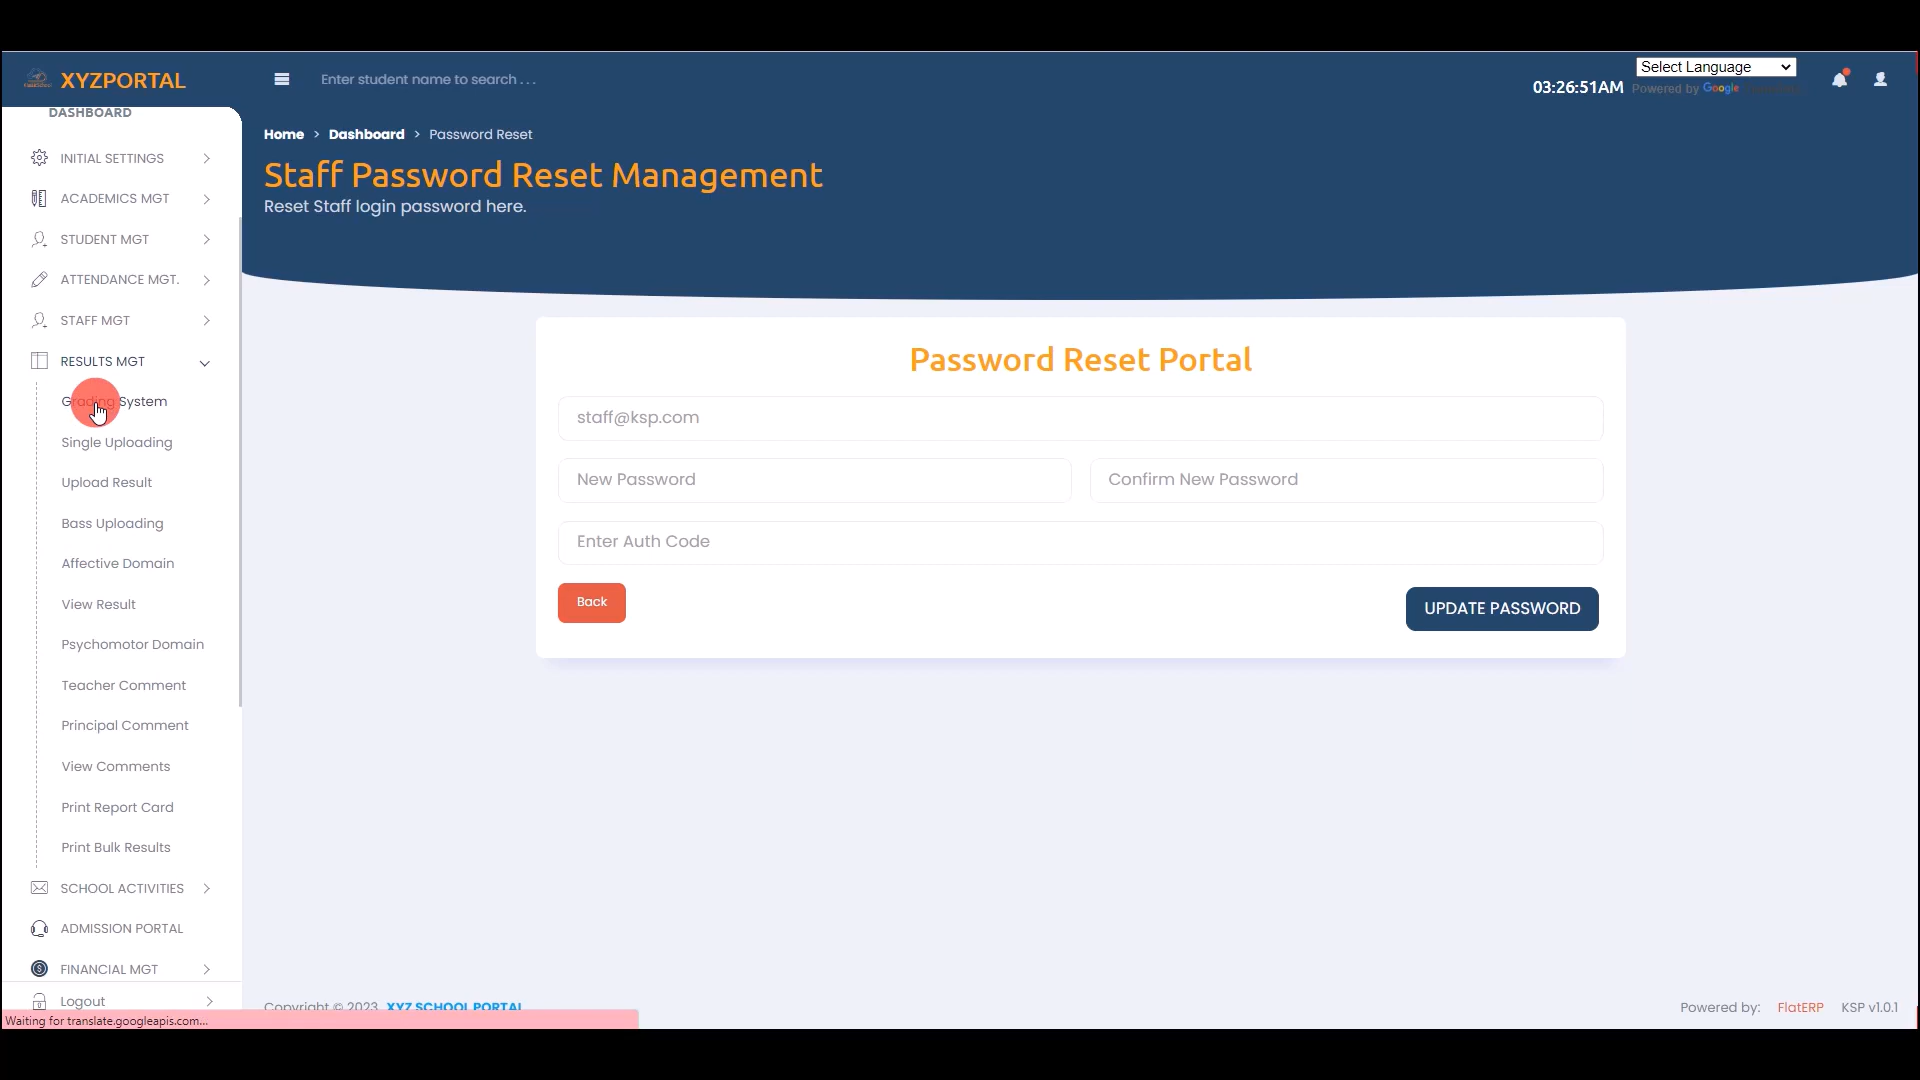 XYZPORTAL
Enter student name to search . . .
03:26:51AM
Select Language
Powered by Google
DASHBOARD
INITIAL SETTINGS
ACADEMICS MGT
STUDENT MGT
ATTENDANCE MGT.
STAFF MGT
RESULTS MGT
Grading System
Single Uploading
Upload Result
Bass Uploading
Affective Domain
View Result
Psychomotor Domain
Teacher Comment
Principal Comment
View Comments
Print Report Card
Print Bulk Results
SCHOOL ACTIVITIES
ADMISSION PORTAL
FINANCIAL MGT
Logout
Waiting for translate.googleapis.com...
Home > Dashboard > Password Reset
Staff Password Reset Management
Reset Staff login password here.
Password Reset Portal
staff@ksp.com
New Password
Confirm New Password
Enter Auth Code
Back
UPDATE PASSWORD
Copyright © 2023 XYZ SCHOOL PORTAL
Powered by: FlatERP KSP v1.0.1